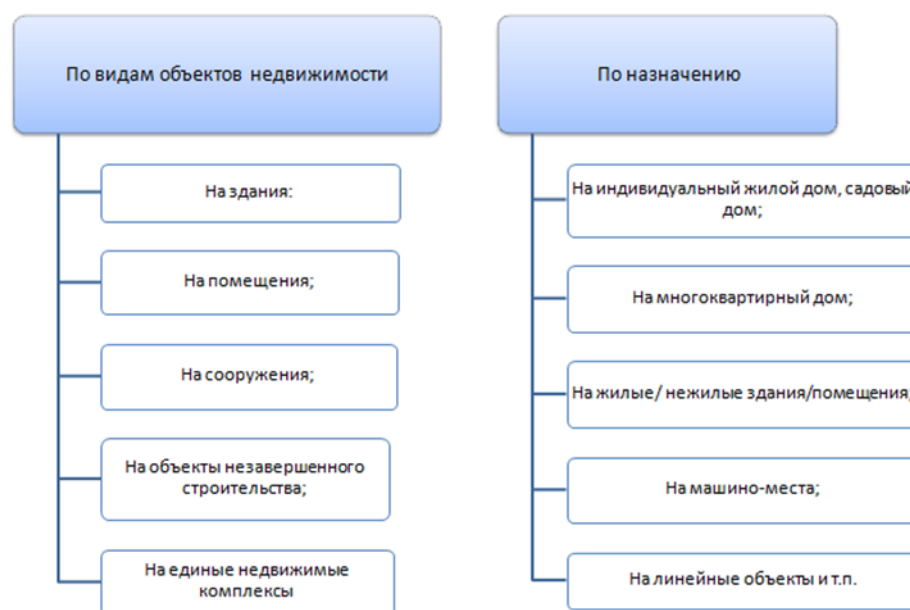 По видам объектов недвижимости
На здания:
На помещения;
На сооружения;
На объекты незавершенного
строительства;
На единые недвижимые
комплексы
По назначению
На индивидуальный жилой дом, садовый
дом;
На многоквартирный дом;
На жилые/ нежилые здания/помещения;
На машино-места;
На линейные объекты и т.п.